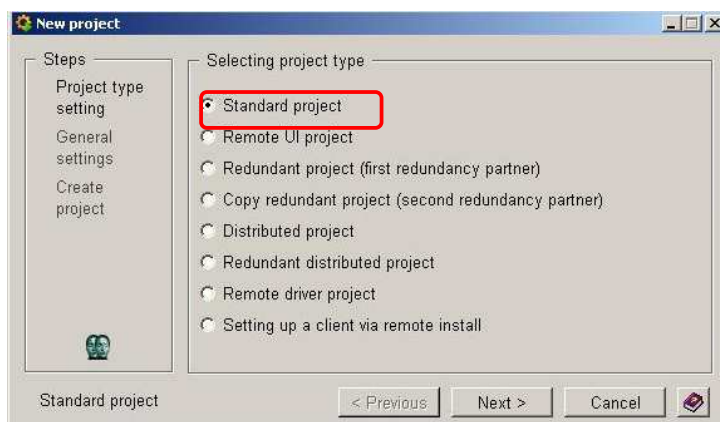 New project
Steps
Project type
setting
General
settings
Create
project
Selecting project type
Standard project
Remote UI project
Redundant project (first redundancy partner)
Copy redundant project (second redundancy partner)
Distributed project
Redundant distributed project
Remote driver project
Setting up a client via remote install
Standard project
< Previous
Next >
Cancel